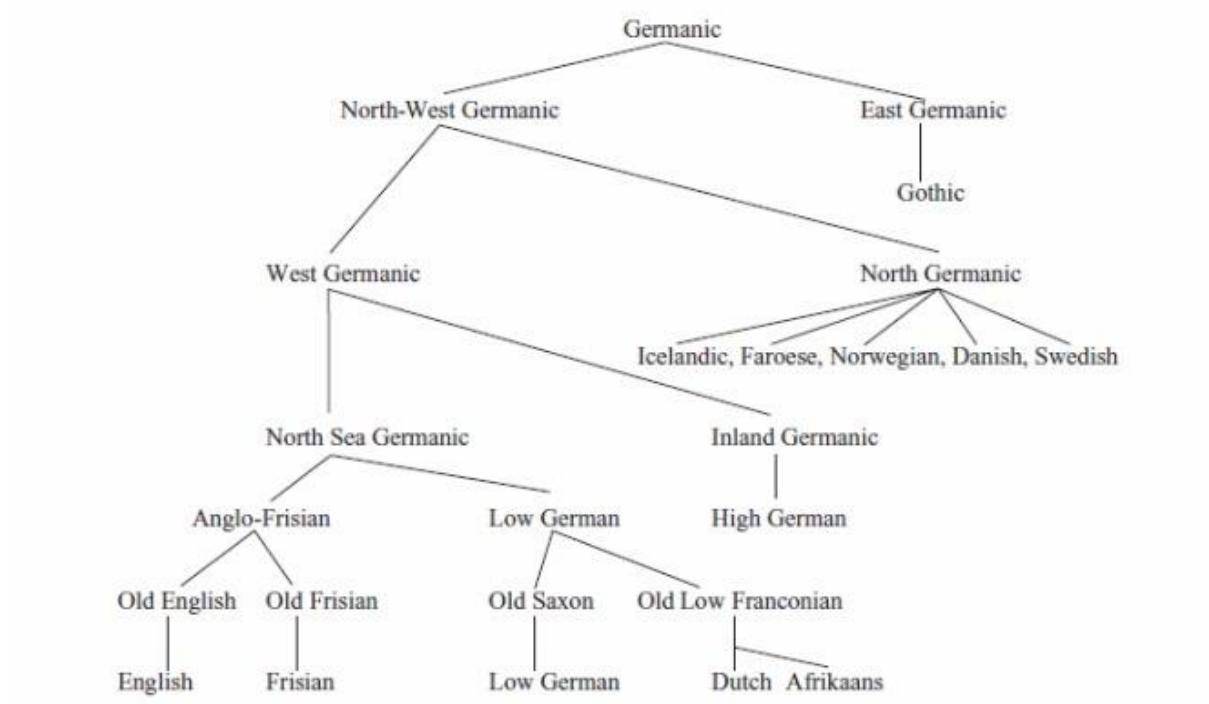 Germanic
North-West Germanic East Germanic
Gothic
West Germanic North Germanic
Icelandic, Faroese, Norwegian, Danish, Swedish
North Sea Germanic Inland Germanic
Anglo-Frisian Low German High German
Old English Old Frisian Old Saxon Old Low Franconian
English Frisian Low German Dutch Afrikaans